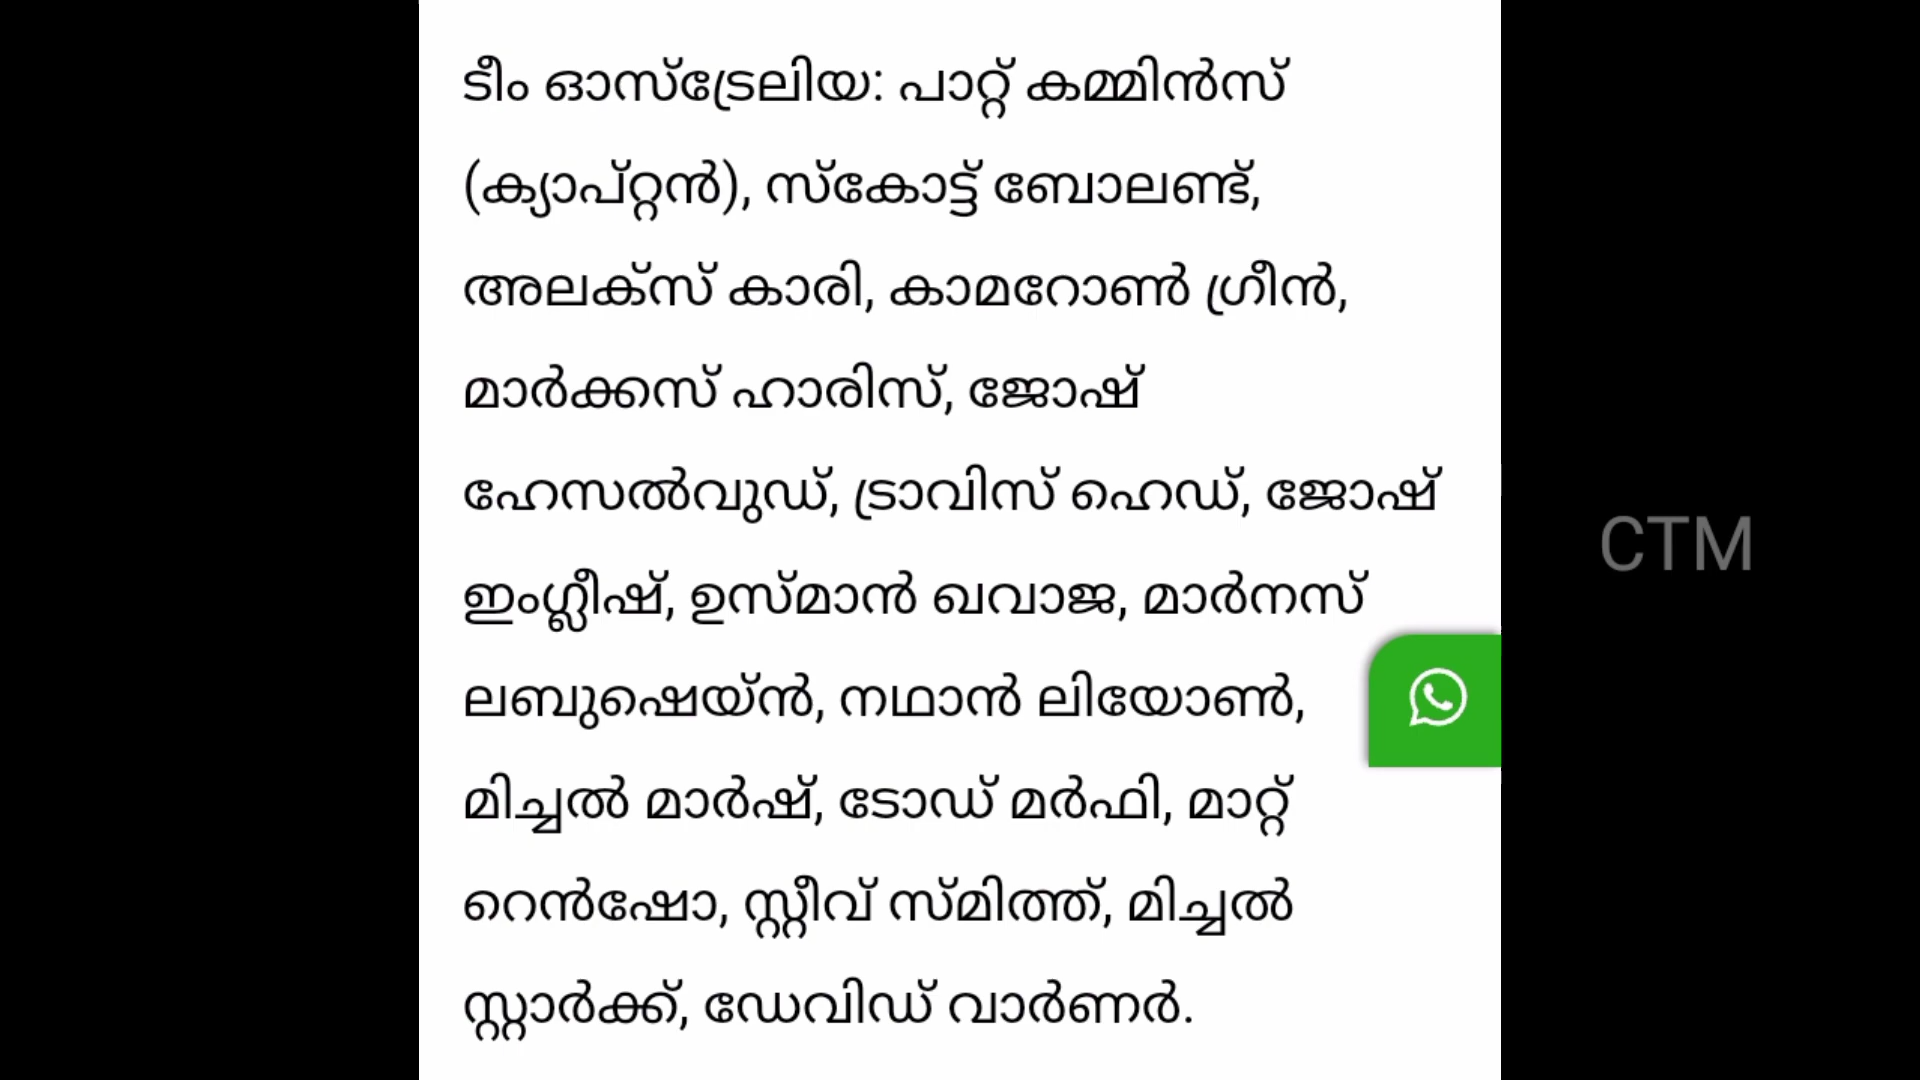 ടീം ഓസ്ട്രേലിയ: പാറ്റ് കമ്മിൻസ്
(ക്യാപ്റ്റൻ), സ്കോട്ട് ബോലണ്ട്,
അലക്സ് കാരി, കാമറോൺ ഗ്രീൻ,
മാർക്കസ് ഹാരിസ്, ജോഷ്
ഹേസൽവുഡ്, ട്രാവിസ് ഹെഡ്, ജോഷ്
ഇംഗ്ലീഷ്, ഉസ്മാൻ ഖവാജ, മാർനസ്
ലബുഷെയ്ൻ, നഥാൻ ലിയോൺ,
മിച്ചൽ മാർഷ്, ടോഡ് മർഫി, മാറ്റ്
റെൻഷോ, സ്റ്റീവ് സ്മിത്ത്, മിച്ചൽ
സ്റ്റാർക്ക്, ഡേവിഡ് വാർണർ.
CTM